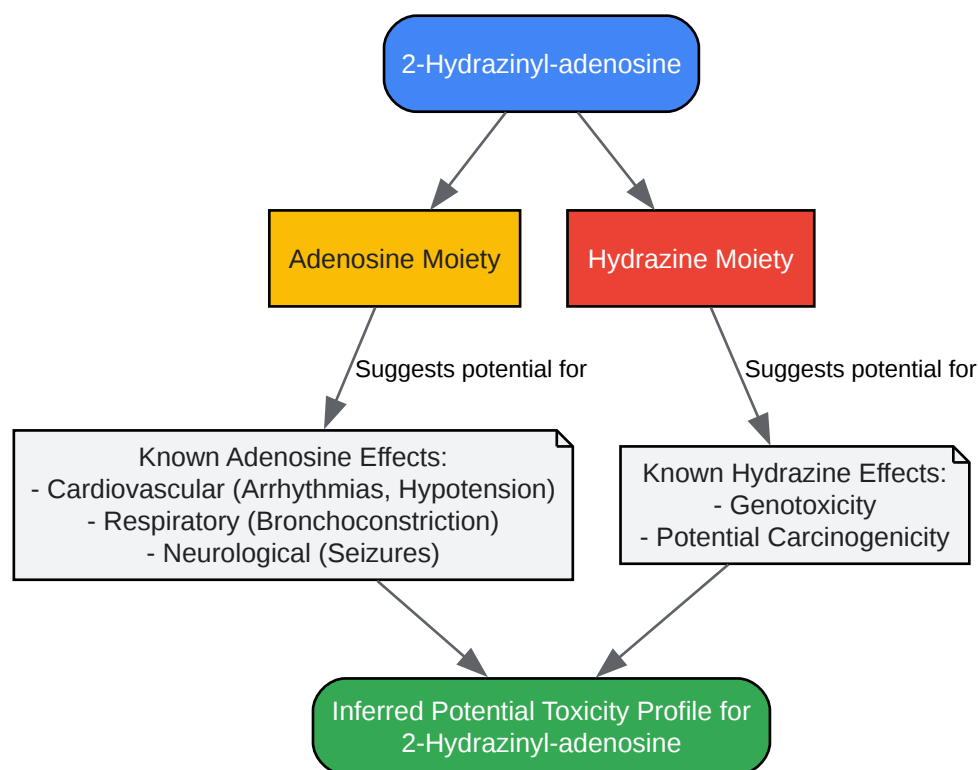 2-Hydrazinyl-adenosine
Adenosine Moiety
Hydrazine Moiety
Suggests potential for
Suggests potential for
Known Adenosine Effects:
- Cardiovascular (Arrhythmias, Hypotension)
- Respiratory (Bronchoconstriction)
- Neurological (Seizures)
Known Hydrazine Effects:
- Genotoxicity
- Potential Carcinogenicity
Inferred Potential Toxicity Profile for
2-Hydrazinyl-adenosine